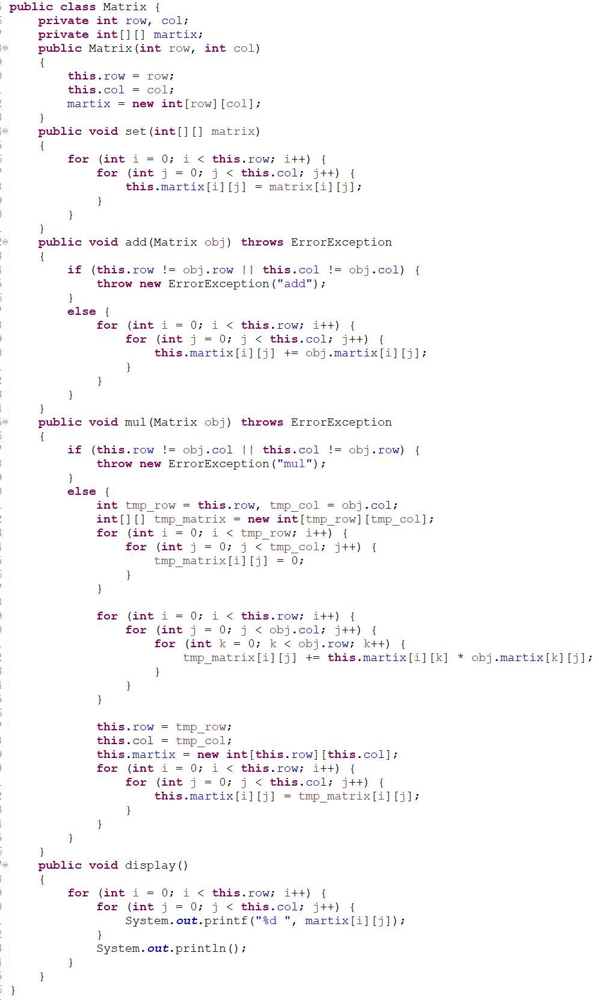 public class Matrix {
    private int row, col;
    private int[][] martix;
    public Matrix(int row, int col)
    {
        this.row = row;
        this.col = col;
        martix = new int[row][col];
    }
    public void set(int[][] matrix)
    {
        for (int i = 0; i < this.row; i++) {
            for (int j = 0; j < this.col; j++) {
                this.martix[i][j] = matrix[i][j];
            }
        }
    }
    public void add(Matrix obj) throws ErrorException
    {
        if (this.row != obj.row || this.col != obj.col) {
            throw new ErrorException("add");
        }
        else {
            for (int i = 0; i < this.row; i++) {
                for (int j = 0; j < this.col; j++) {
                    this.martix[i][j] += obj.martix[i][j];
                }
            }
        }
    }
    public void mul(Matrix obj) throws ErrorException
    {
        if (this.row != obj.col || this.col != obj.row) {
            throw new ErrorException("mul");
        }
        else {
            int tmp_row = this.row, tmp_col = obj.col;
            int[][] tmp_matrix = new int[tmp_row][tmp_col];
            for (int i = 0; i < tmp_row; i++) {
                for (int j = 0; j < tmp_col; j++) {
                    tmp_matrix[i][j] = 0;
                }
            }

            for (int i = 0; i < this.row; i++) {
                for (int j = 0; j < obj.col; j++) {
                    for (int k = 0; k < obj.row; k++) {
                        tmp_matrix[i][j] += this.martix[i][k] * obj.martix[k][j];
                    }
                }
            }

            this.row = tmp_row;
            this.col = tmp_col;
            this.martix = new int[this.row][this.col];
            for (int i = 0; i < this.row; i++) {
                for (int j = 0; j < this.col; j++) {
                    this.martix[i][j] = tmp_matrix[i][j];
                }
            }
        }
    }
    public void display()
    {
        for (int i = 0; i < this.row; i++) {
            for (int j = 0; j < this.col; j++) {
                System.out.printf("%d ", martix[i][j]);
            }
            System.out.println();
        }
    }
}